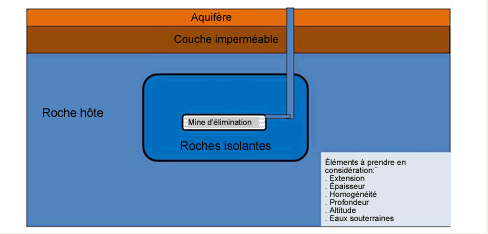 Aquifère
Couche imperméable
Roche hôte
Mine d'élimination
Roches isolantes
Éléments à prendre en
considération:
. Extension
. Épaisseur
. Homogénéité
. Profondeur
. Altitude
. Eaux souterraines